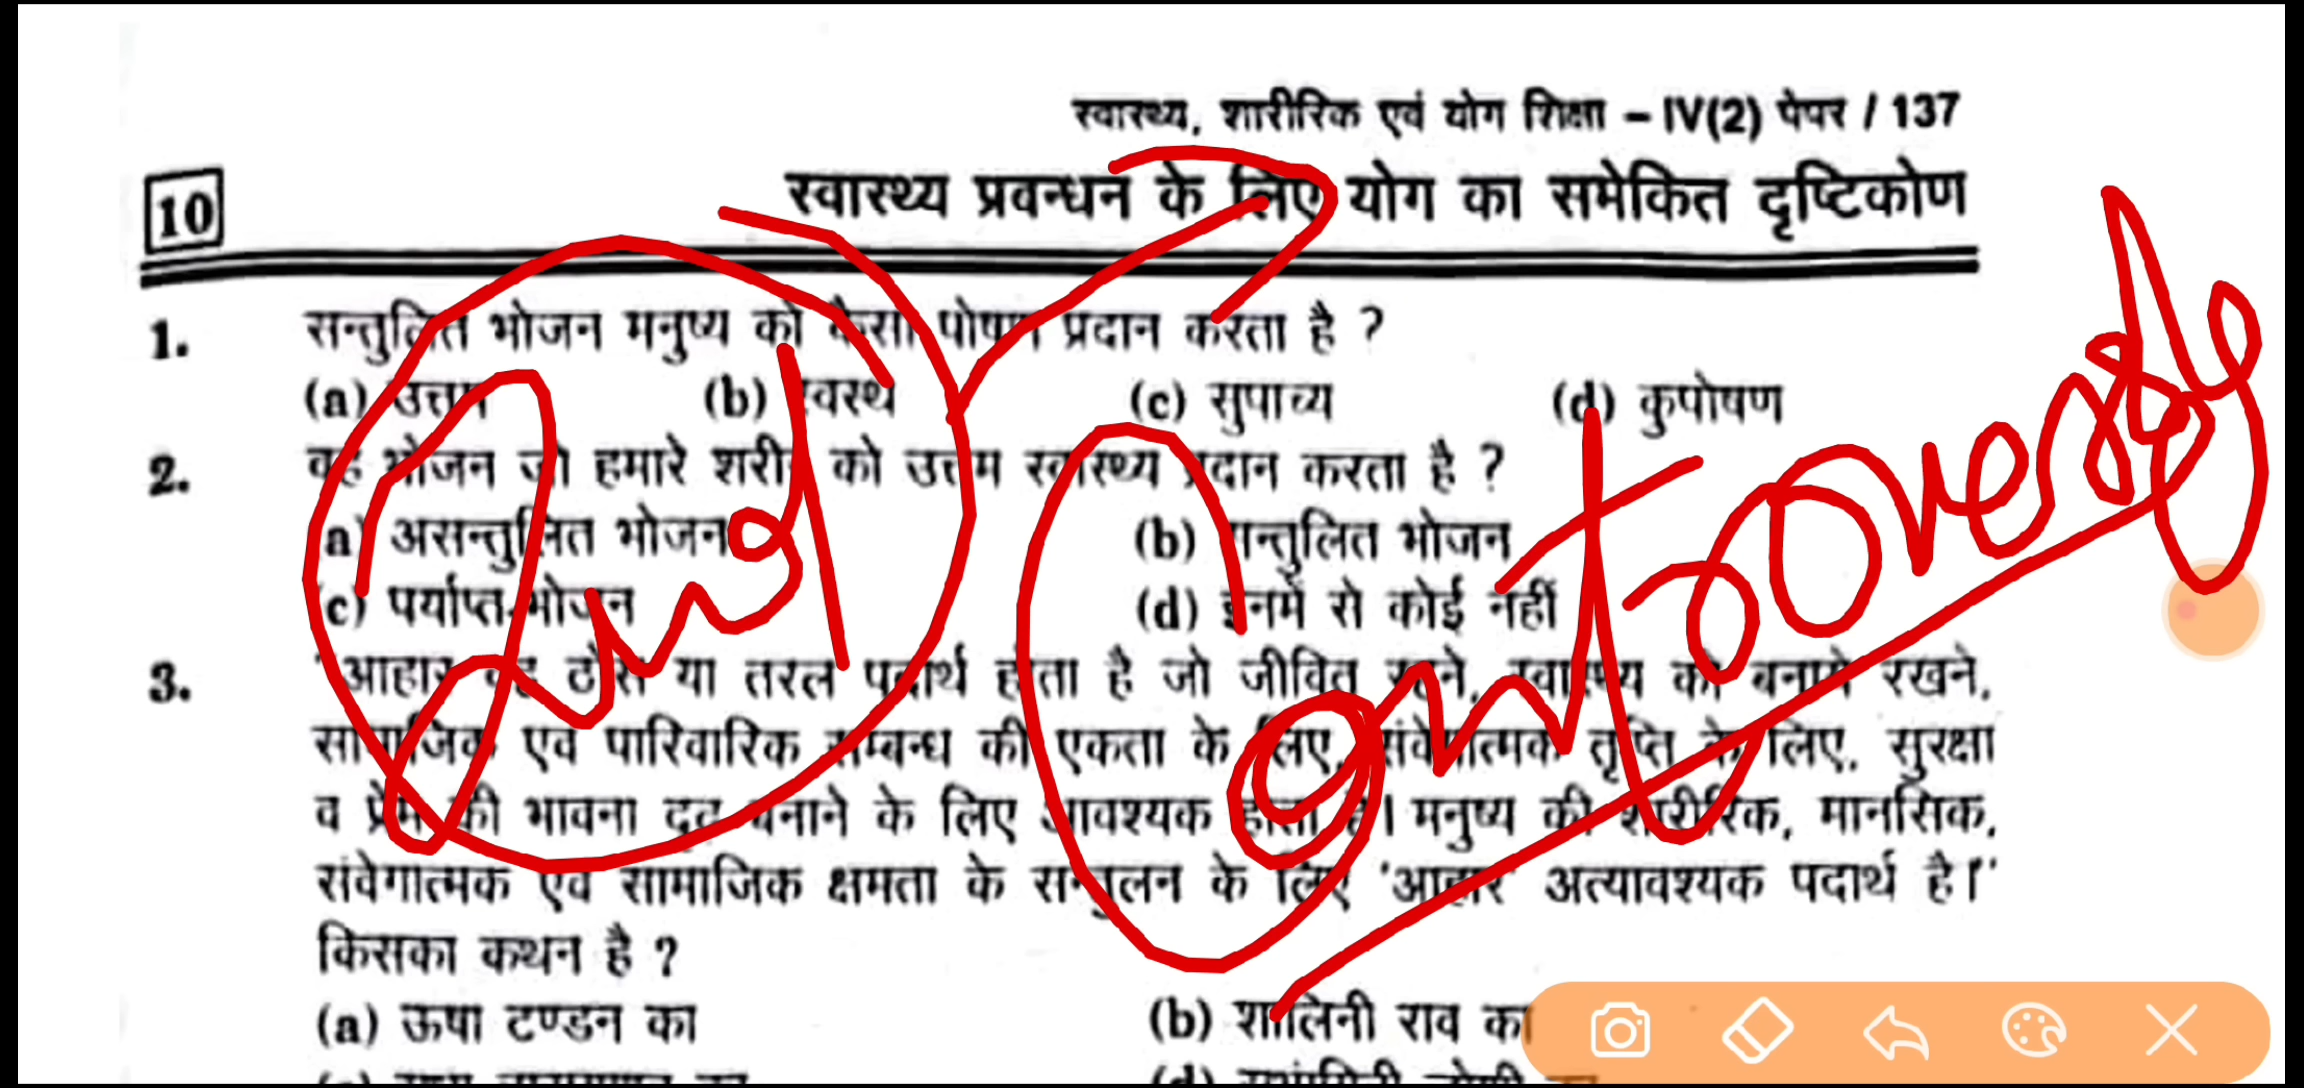 स्वास्थ्य, शारीरिक एवं योग शिक्षा – IV(2) पेपर / 137
10 स्वास्थ्य प्रबन्धन के लिए योग का समेकित दृष्टिकोण
1. सन्तुलित भोजन मनुष्य को कैसा पोषण प्रदान करता है ?
(a) उत्तम (b) स्वस्थ (c) सुपाच्य (d) कुपोषण
2. वह भोजन जो हमारे शरीर को उत्तम स्वास्थ्य प्रदान करता है ?
(a) असन्तुलित भोजन (b) सन्तुलित भोजन
(c) पर्याप्त भोजन (d) इनमें से कोई नहीं
3. 'आहार वह ठोस या तरल पदार्थ होता है जो जीवित रहने, स्वास्थ्य को बनाये रखने,
सामाजिक एवं पारिवारिक सम्बन्ध की एकता के लिए, संवेगात्मक तृप्ति के लिए, सुरक्षा
व प्रेम की भावना दृढ़ बनाने के लिए आवश्यक होता है। मनुष्य की शारीरिक, मानसिक,
संवेगात्मक एवं सामाजिक क्षमता के सन्तुलन के लिए 'आहार' अत्यावश्यक पदार्थ है।'
किसका कथन है ?
(a) ऊषा टण्डन का (b) शालिनी राव का